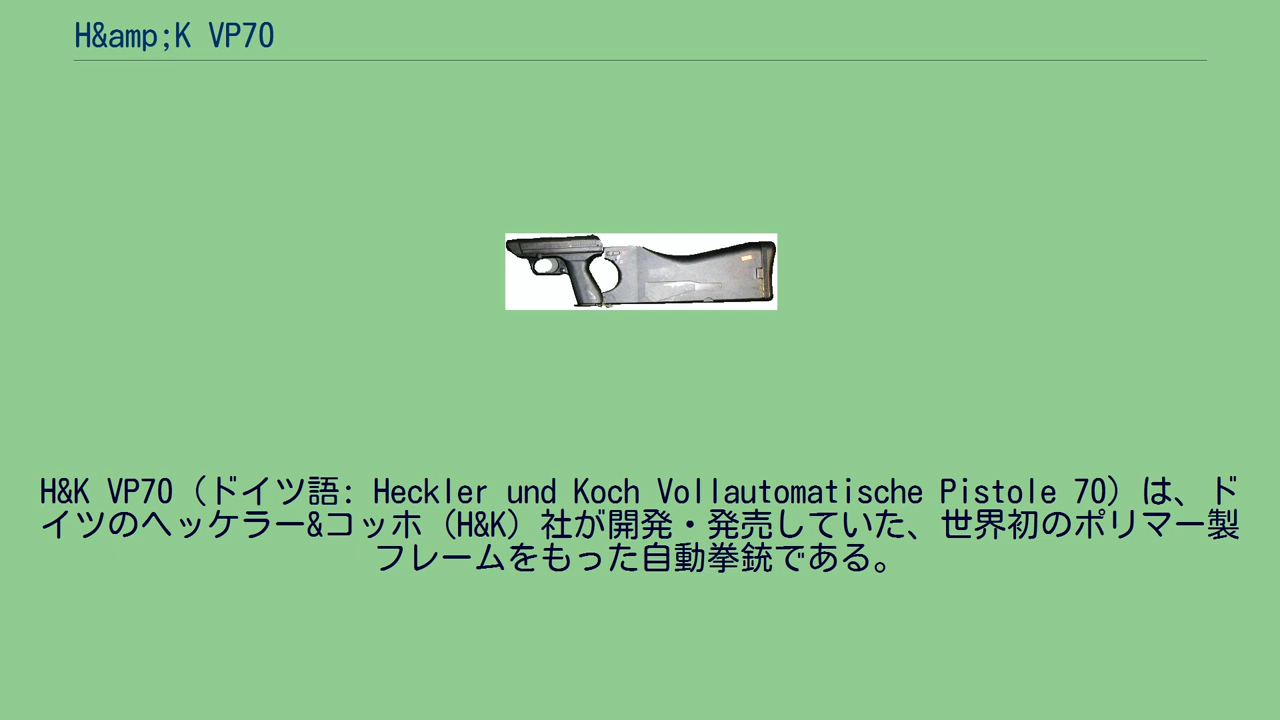 H&amp;K VP70
H&K VP70（ドイツ語: Heckler und Koch Vollautomatische Pistole 70）は、ド
イツのヘッケラー&コッホ（H&K）社が開発・発売していた、世界初のポリマー製
フレームをもった自動拳銃である。